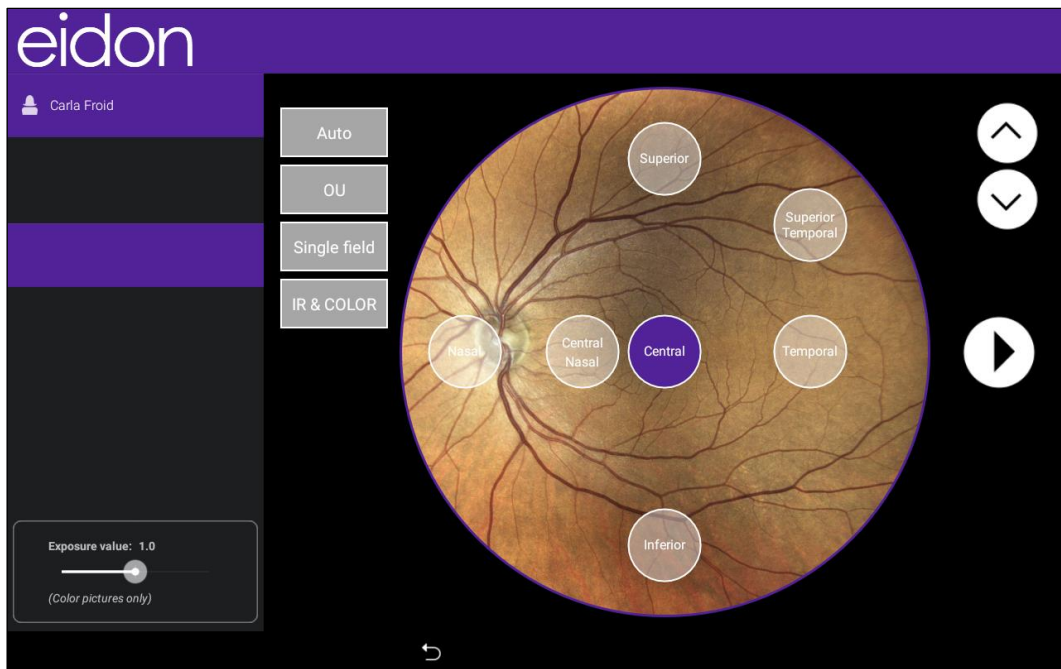 eidon
Carla Froid
Auto
OU
Single field
IR & COLOR
Superior
Superior
Temporal
Nasal
Central
Nasal
Central
Temporal
Inferior
Exposure value: 1.0
(Color pictures only)